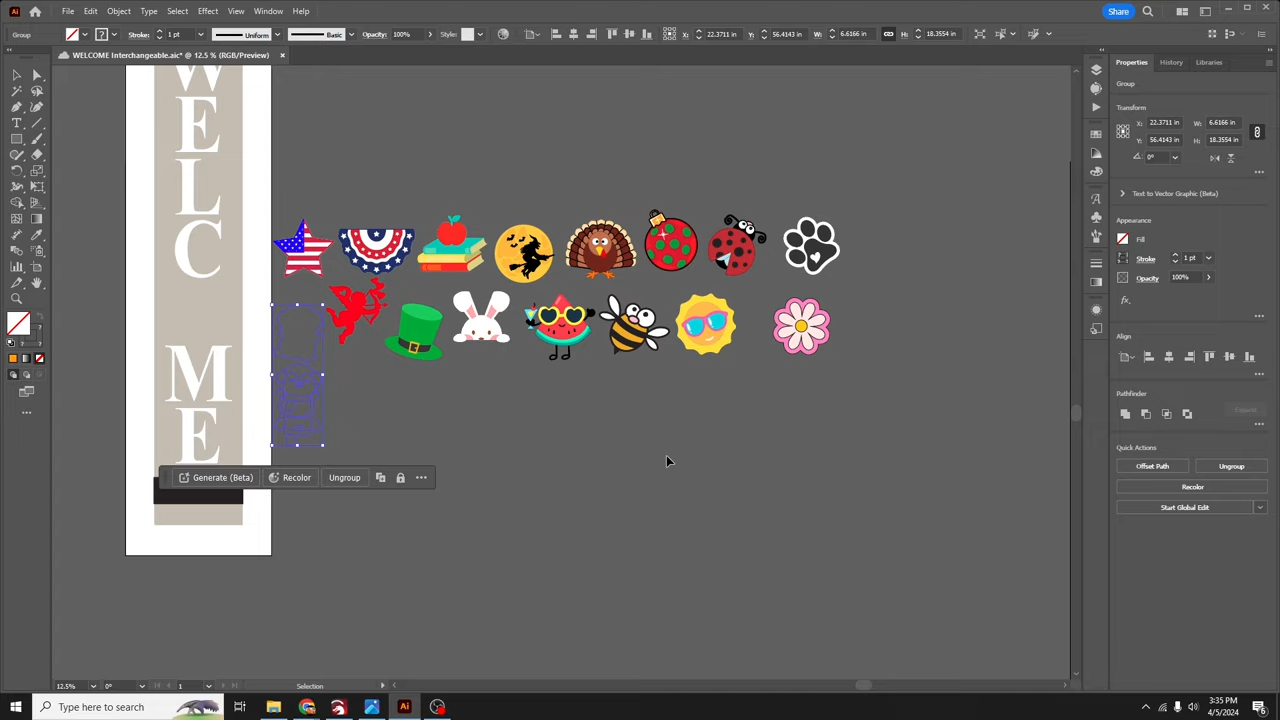 Ai File Edit Object Type Select Effect View Window Help Share
Group Stroke: 1 pt Uniform Basic Opacity: 100% Style: X: 22.3711 in Y: 56.4143 in W: 6.6166 in H: 18.3554 in
WELCOME Interchangeable.aic* @ 12.5 % (RGB/Preview) ×
Properties History Libraries
Group
Transform
X: 22.3711 in W: 6.6166 in
Y: 56.4143 in H: 18.3554 in
0°
Text to Vector Graphic (Beta)
Appearance
Fill
Stroke 1 pt
Opacity 100%
fx.
Align
Pathfinder
Expand
Quick Actions
Offset Path Ungroup
Recolor
Start Global Edit
W
E
L
C
M
E
Generate (Beta) Recolor Ungroup
12.5% 0° 1 Selection
Type here to search Ai 3:35 PM
4/5/2024 6